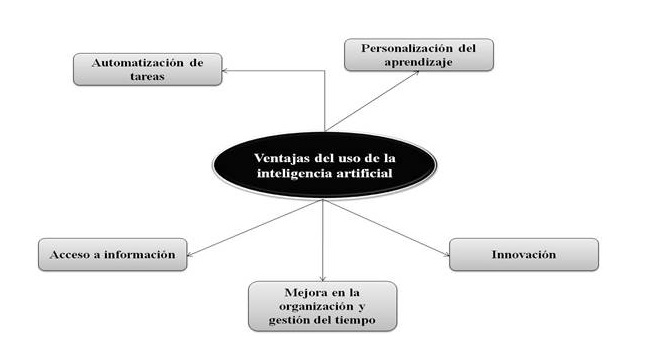 Personalización del
aprendizaje
Automatización de
tareas
Ventajas del uso de la
inteligencia artificial
Acceso a información
Innovación
Mejora en la
organización y
gestión del tiempo